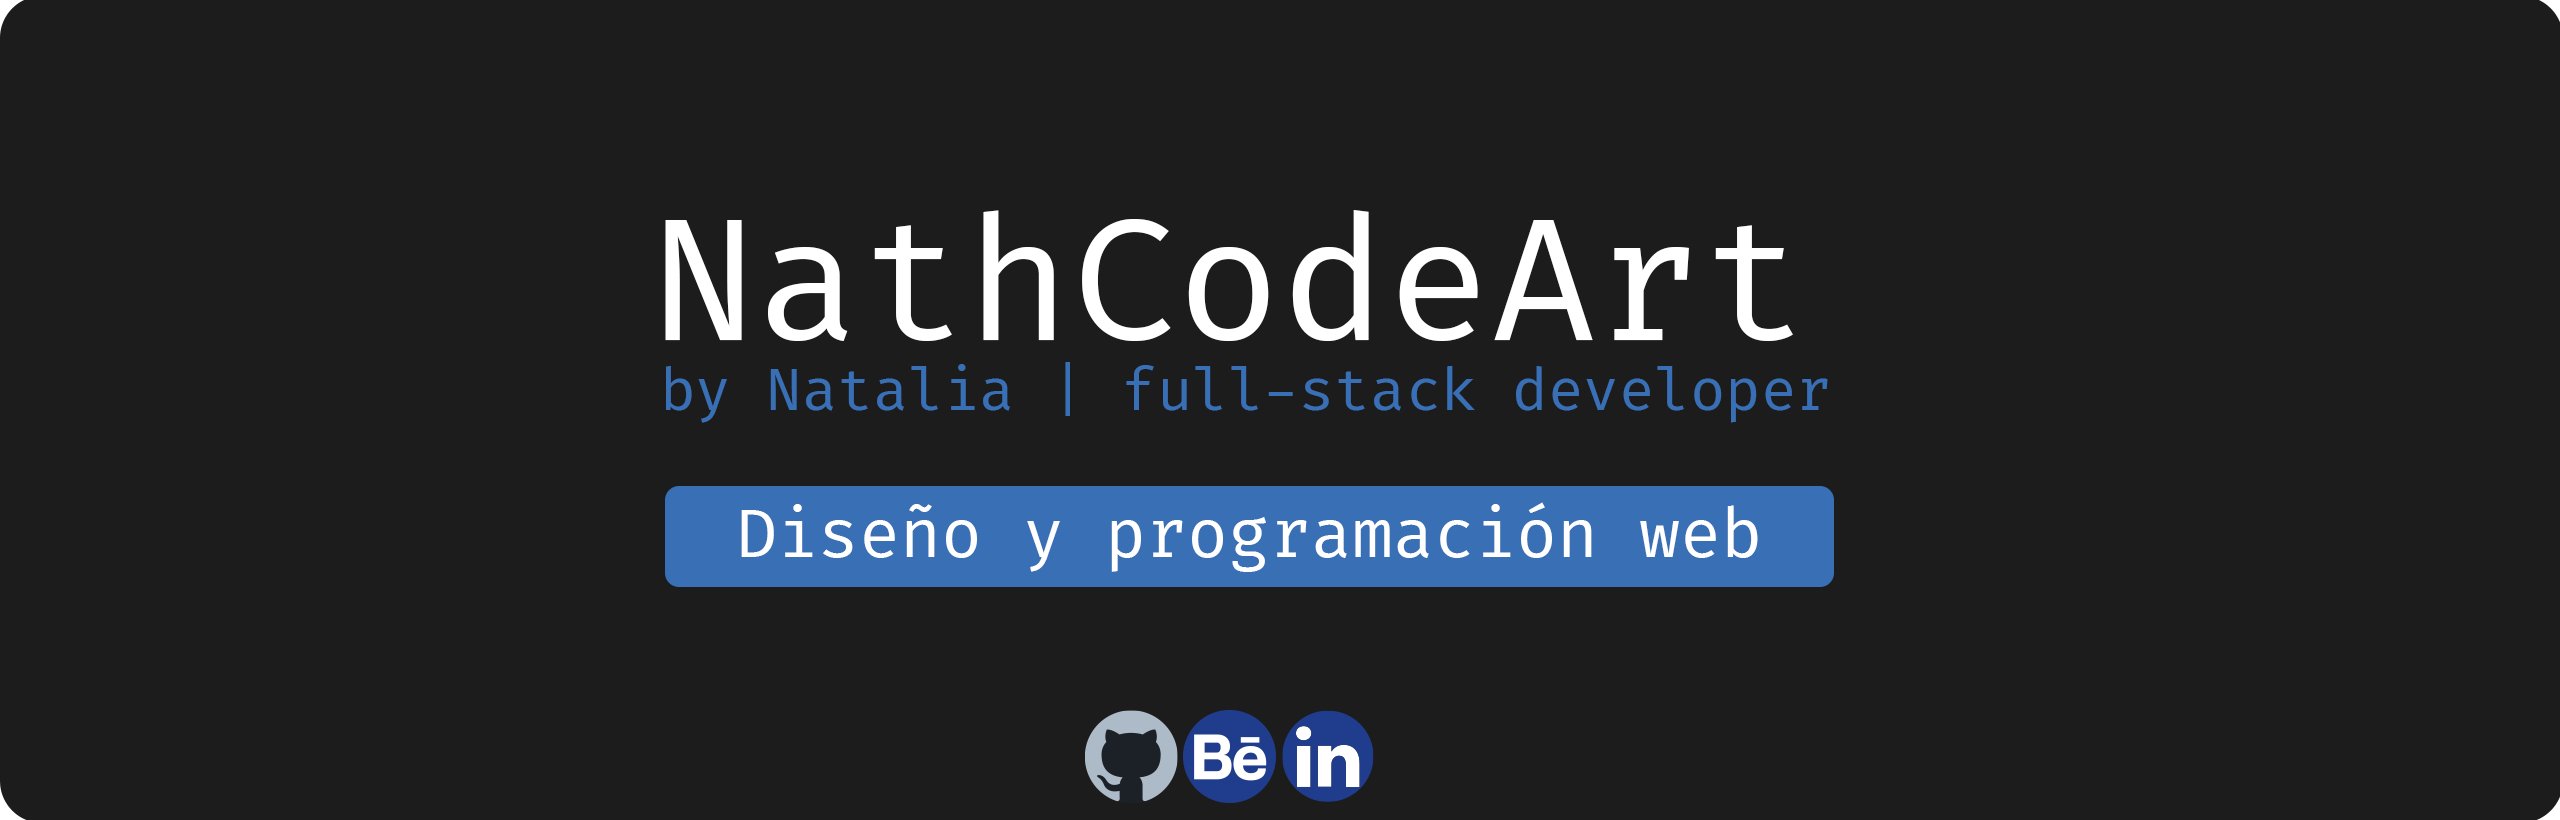 NathCodeArt
by Natalia | full-stack developer
Diseño y programación web
Bē in